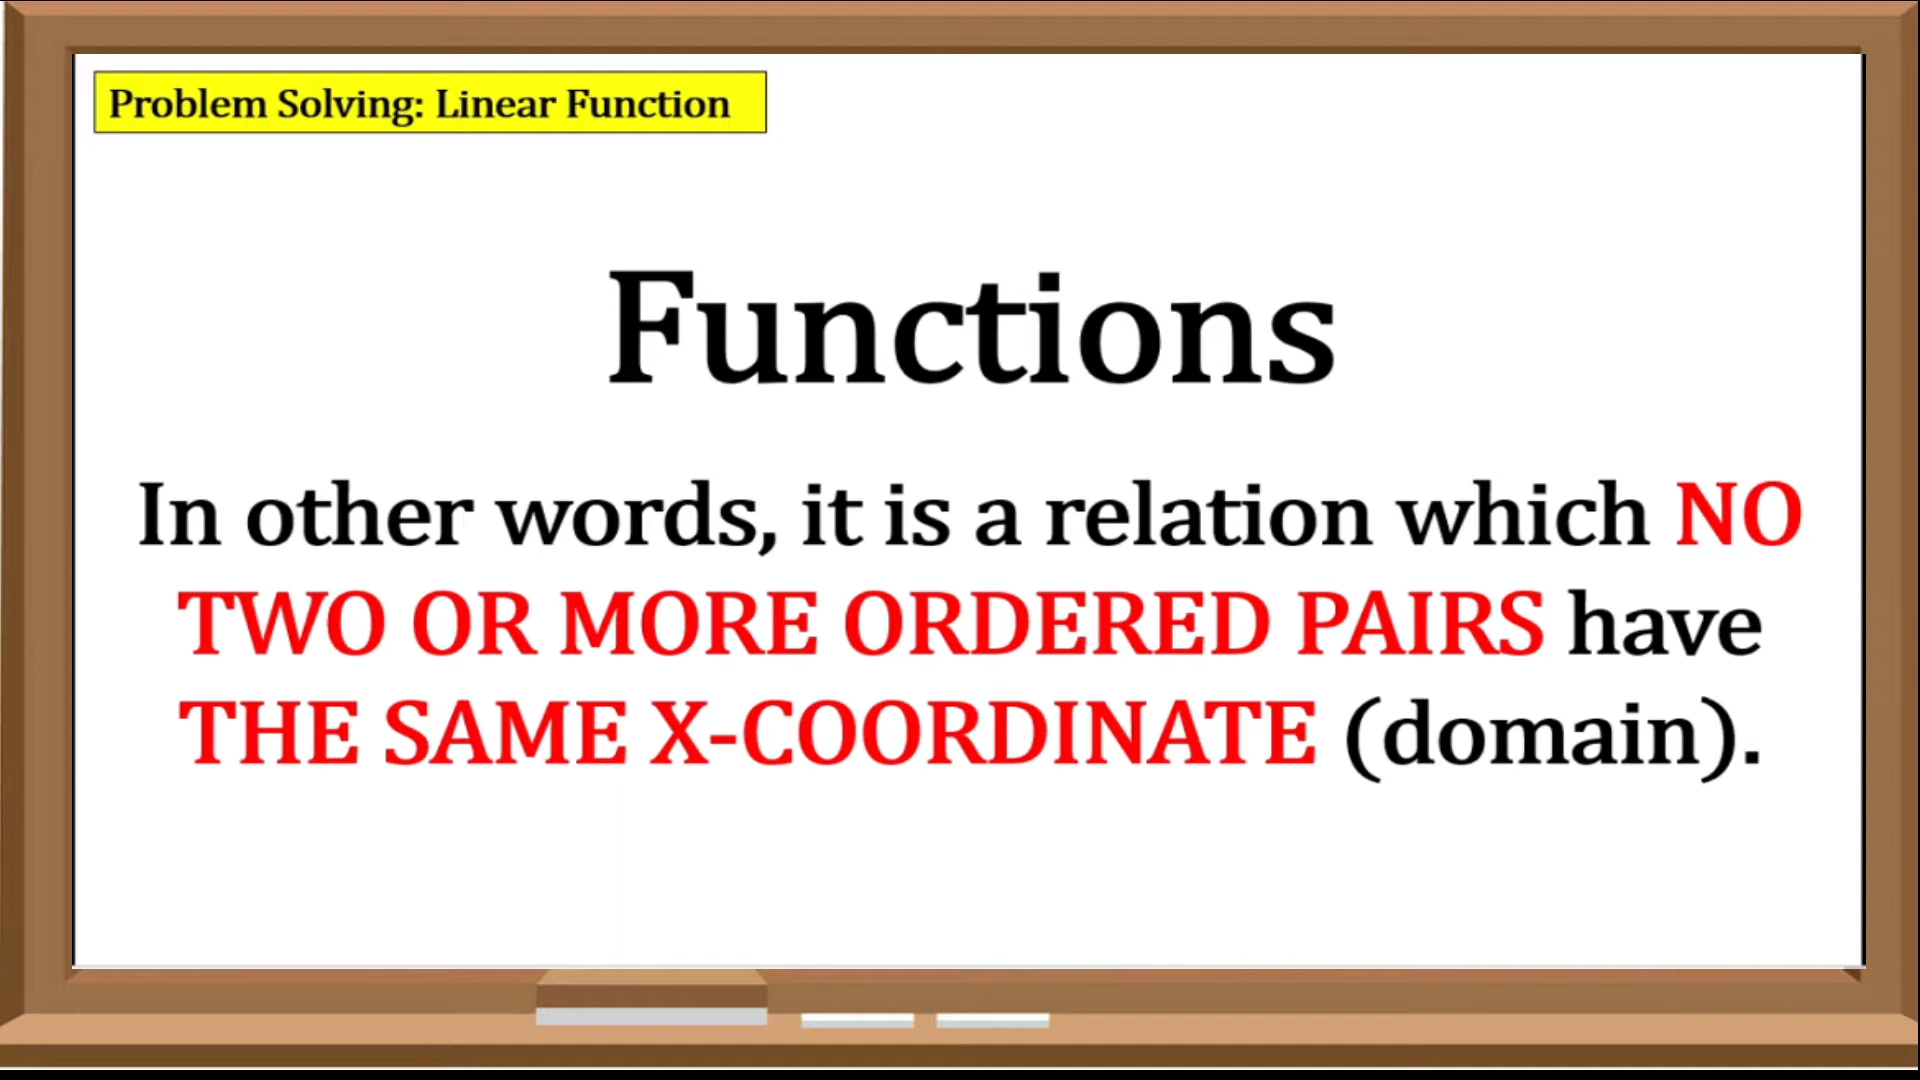 Problem Solving: Linear Function
Functions
In other words, it is a relation which NO
TWO OR MORE ORDERED PAIRS have
THE SAME X-COORDINATE (domain).